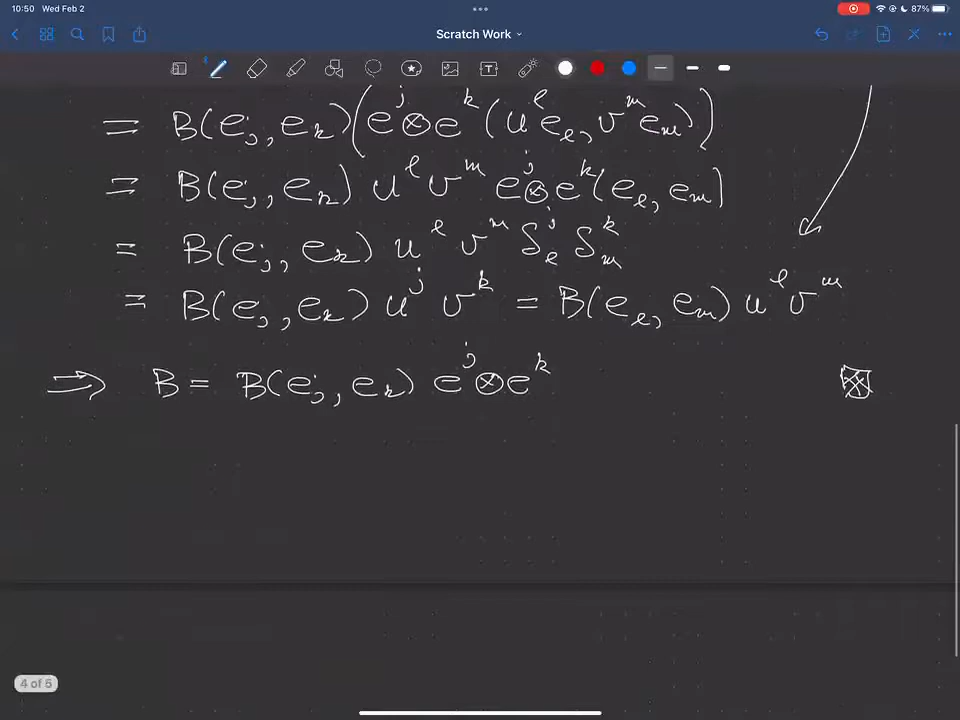 10:50 Wed Feb 2 87%
Scratch Work
= B(e_j, e_k)(e^j⊗e^k(u^ℓ e_ℓ, v^m e_m))
= B(e_j, e_k) u^ℓ v^m e^j⊗e^k(e_ℓ, e_m)
= B(e_j, e_k) u^ℓ v^m δ^j_ℓ δ^k_m
= B(e_j, e_k) u^j v^k = B(e_ℓ, e_m) u^ℓ v^m
⇒ B = B(e_j, e_k) e^j⊗e^k
4 of 5